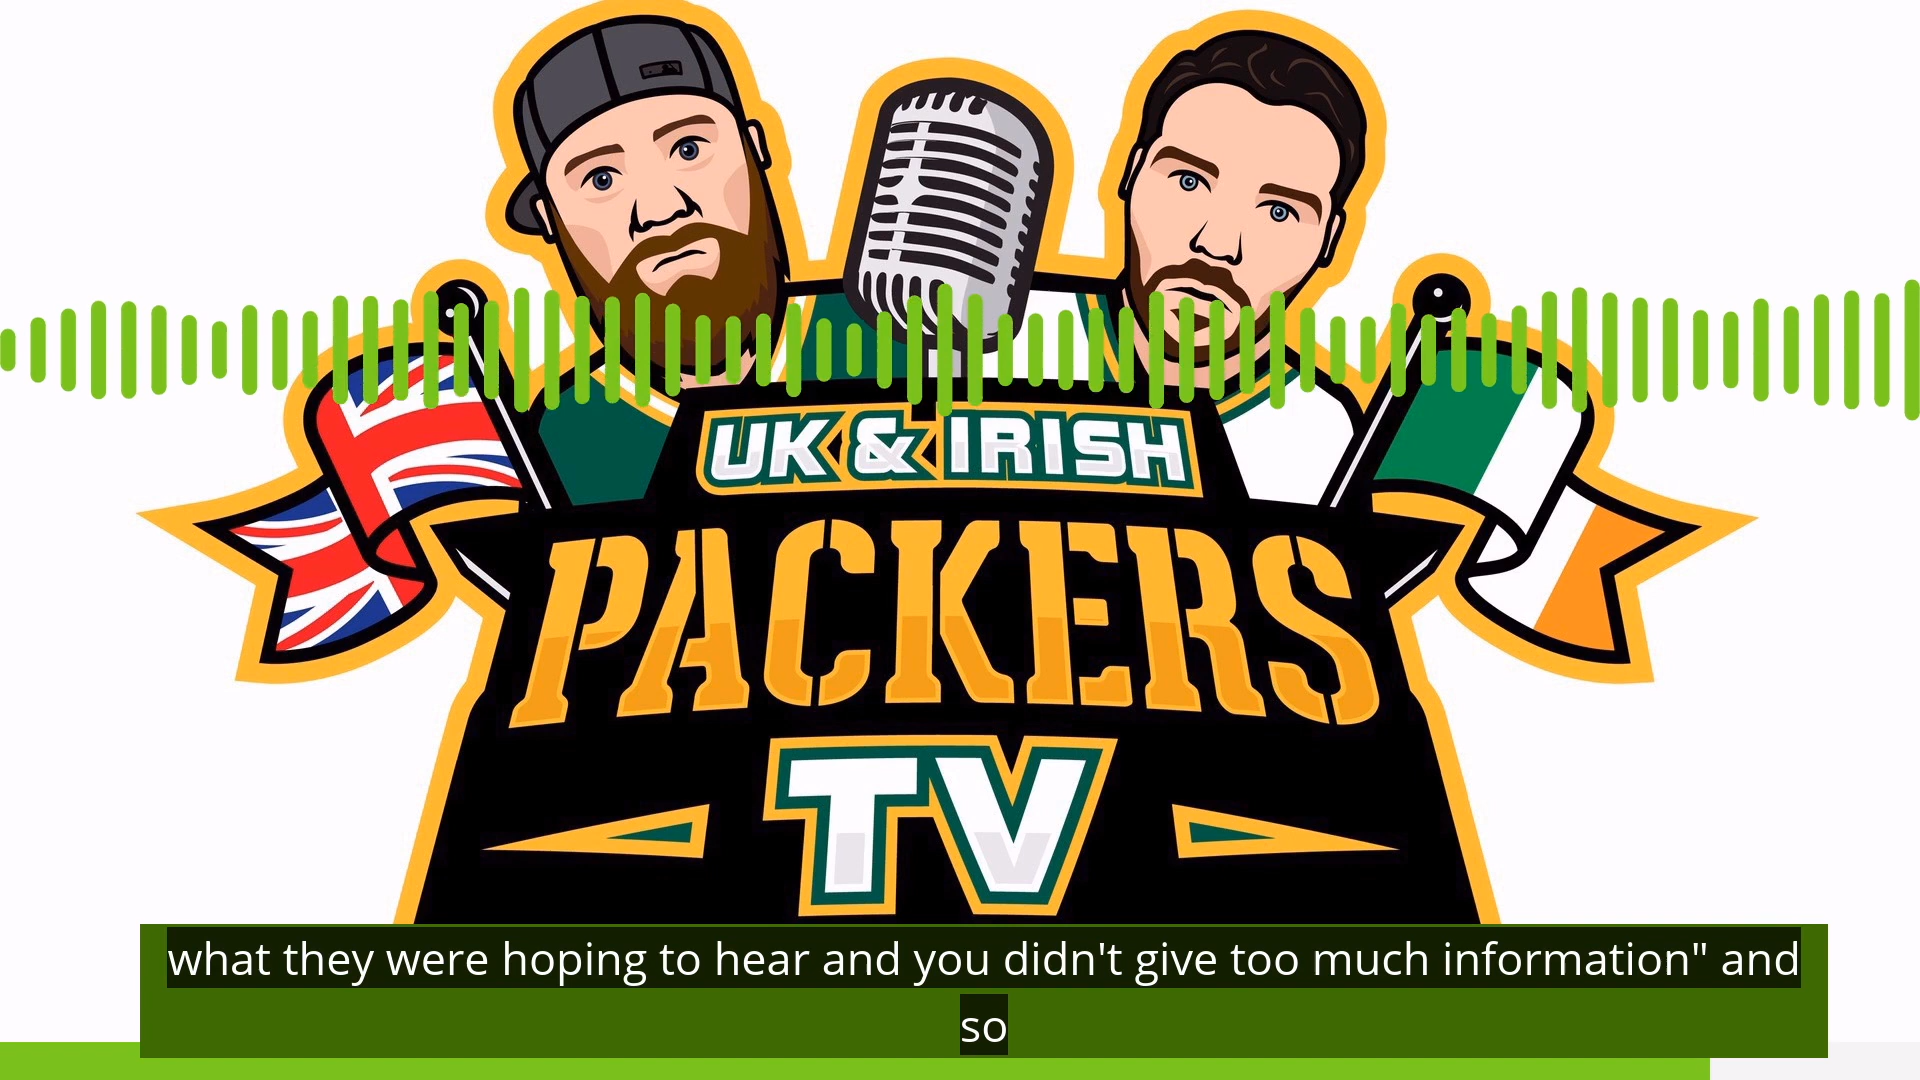 UK & IRISH
PACKERS
TV
what they were hoping to hear and you didn't give too much information" and
so